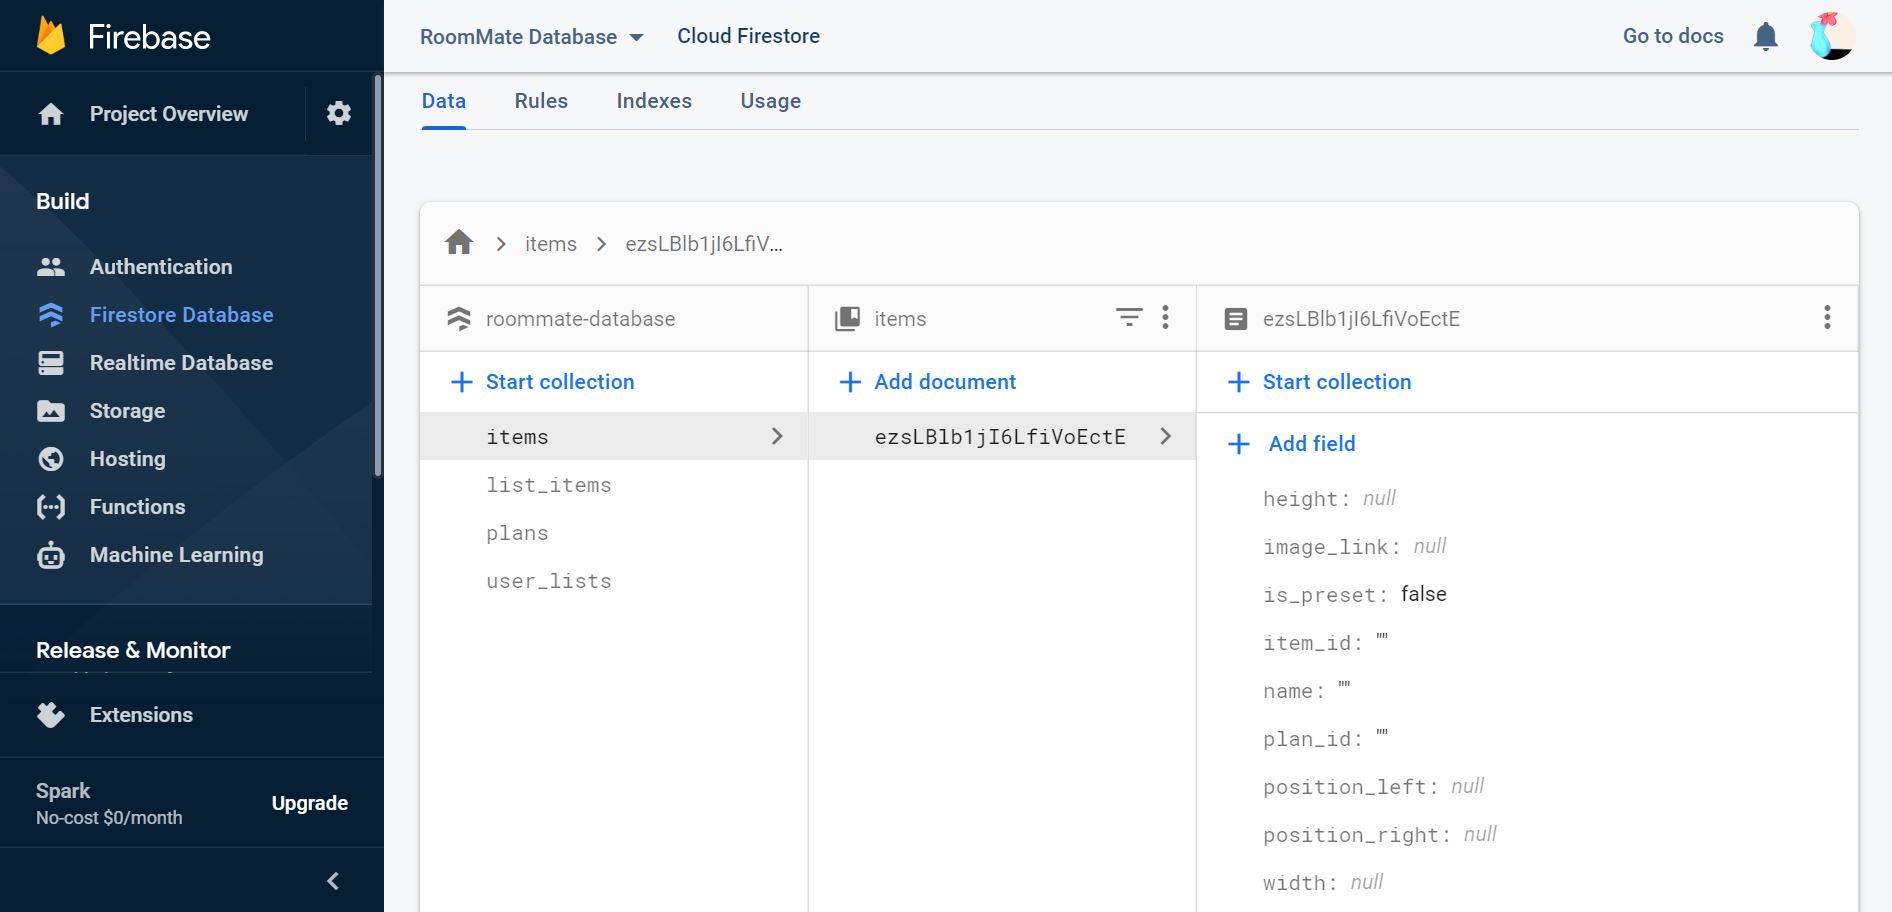 Firebase
RoomMate Database
Cloud Firestore
Go to docs
Project Overview
Data
Rules
Indexes
Usage
Build
Authentication
Firestore Database
Realtime Database
Storage
Hosting
Functions
Machine Learning
Release & Monitor
Extensions
Spark
No-cost $0/month
Upgrade
items
ezsLBlb1jI6LfiV...
roommate-database
Start collection
items
list_items
plans
user_lists
items
Add document
ezsLBlb1jI6LfiVoEctE
ezsLBlb1jI6LfiVoEctE
Start collection
Add field
height: null
image_link: null
is_preset: false
item_id: ""
name: ""
plan_id: ""
position_left: null
position_right: null
width: null